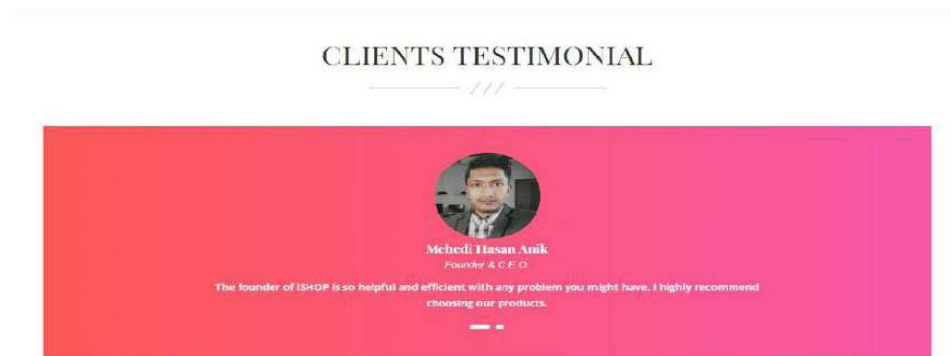 CLIENTS TESTIMONIAL
///
Mehedi Hasan Anik
Founder & C.E.O
The founder of iSHOP is so helpful and efficient with any problem you might have. I highly recommend
choosing our products.